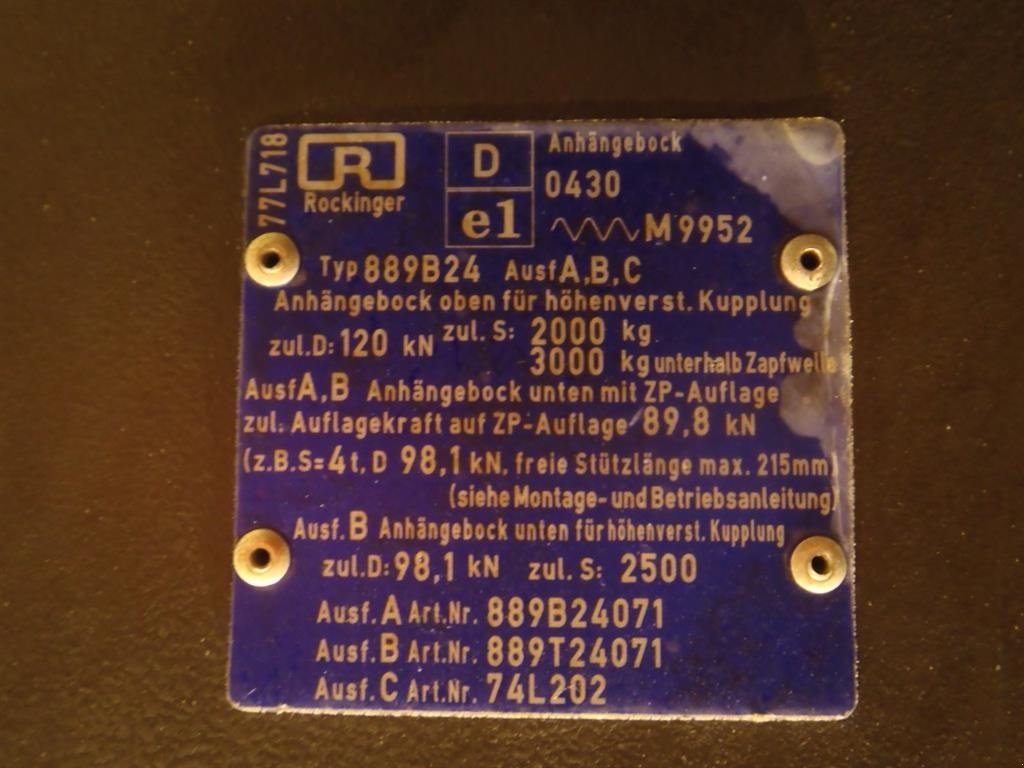 77L718
R
Rockinger
D
e1
Anhängebock
0430
M9952
Typ 889B24 Ausf A, B, C
Anhängebock oben für höhenverst. Kupplung
zul.D: 120 kN zul. S: 2000 kg
3000 kg unterhalb Zapfwelle
Ausf A, B Anhängebock unten mit ZP-Auflage
zul. Auflagekraft auf ZP-Auflage 89,8 kN
(z.B.S=4t, D 98,1 kN, freie Stützlänge max. 215mm)
(siehe Montage- und Betriebsanleitung)
Ausf. B Anhängebock unten für höhenverst. Kupplung
zul.D: 98,1 kN zul. S: 2500
Ausf. A Art.Nr. 889B24071
Ausf. B Art.Nr. 889T24071
Ausf. C Art.Nr. 74L202